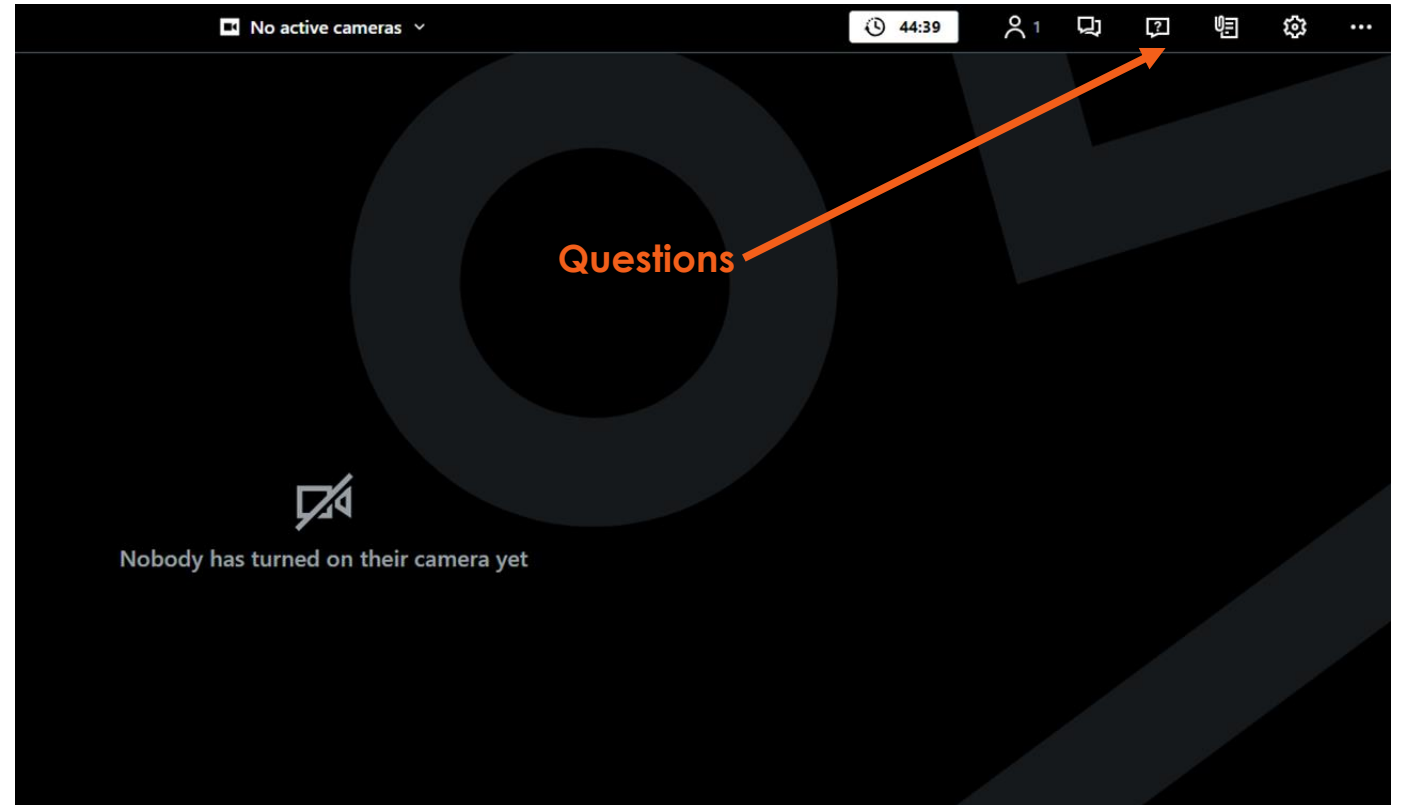 No active cameras
44:39
1
?
Questions
Nobody has turned on their camera yet